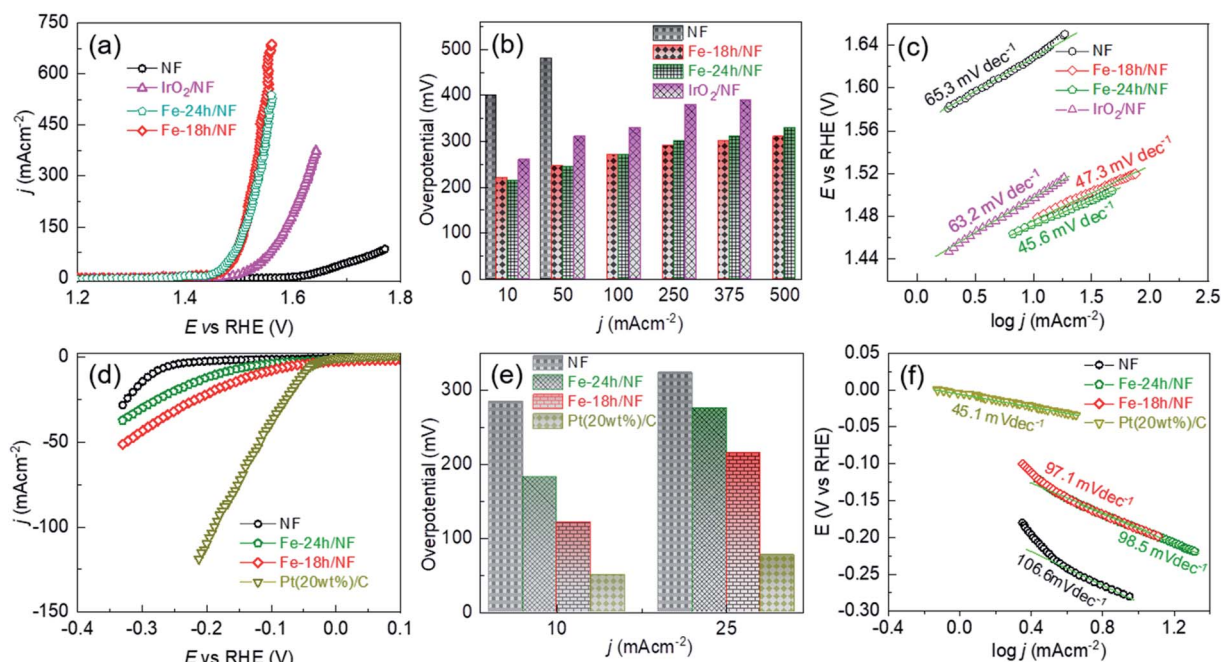 (a)
NF
IrO₂/NF
Fe-24h/NF
Fe-18h/NF
j (mAcm⁻²)
750
600
450
300
150
0
1.2
1.4
1.6
1.8
E vs RHE (V)
(b)
NF
Fe-18h/NF
Fe-24h/NF
IrO₂/NF
Overpotential (mV)
500
400
300
200
100
0
10
50
100
250
375
500
j (mAcm⁻²)
(c)
NF
Fe-18h/NF
Fe-24h/NF
IrO₂/NF
65.3 mV dec⁻¹
63.2 mV dec⁻¹
47.3 mV dec⁻¹
45.6 mV dec⁻¹
E vs RHE (V)
1.64
1.60
1.56
1.52
1.48
1.44
0.0
0.5
1.0
1.5
2.0
2.5
log j (mAcm⁻²)
(d)
NF
Fe-24h/NF
Fe-18h/NF
Pt(20wt%)/C
j (mAcm⁻²)
0
-50
-100
-150
-0.4
-0.3
-0.2
-0.1
0.0
0.1
E vs RHE (V)
(e)
NF
Fe-24h/NF
Fe-18h/NF
Pt(20wt%)/C
Overpotential (mV)
300
200
100
0
10
25
j (mAcm⁻²)
(f)
NF
Fe-24h/NF
Fe-18h/NF
Pt(20wt%)/C
45.1 mVdec⁻¹
97.1 mVdec⁻¹
98.5 mVdec⁻¹
106.6mVdec⁻¹
E (V vs RHE)
0.05
0.00
-0.05
-0.10
-0.15
-0.20
-0.25
-0.30
0.0
0.4
0.8
1.2
1.6
log j (mAcm⁻²)